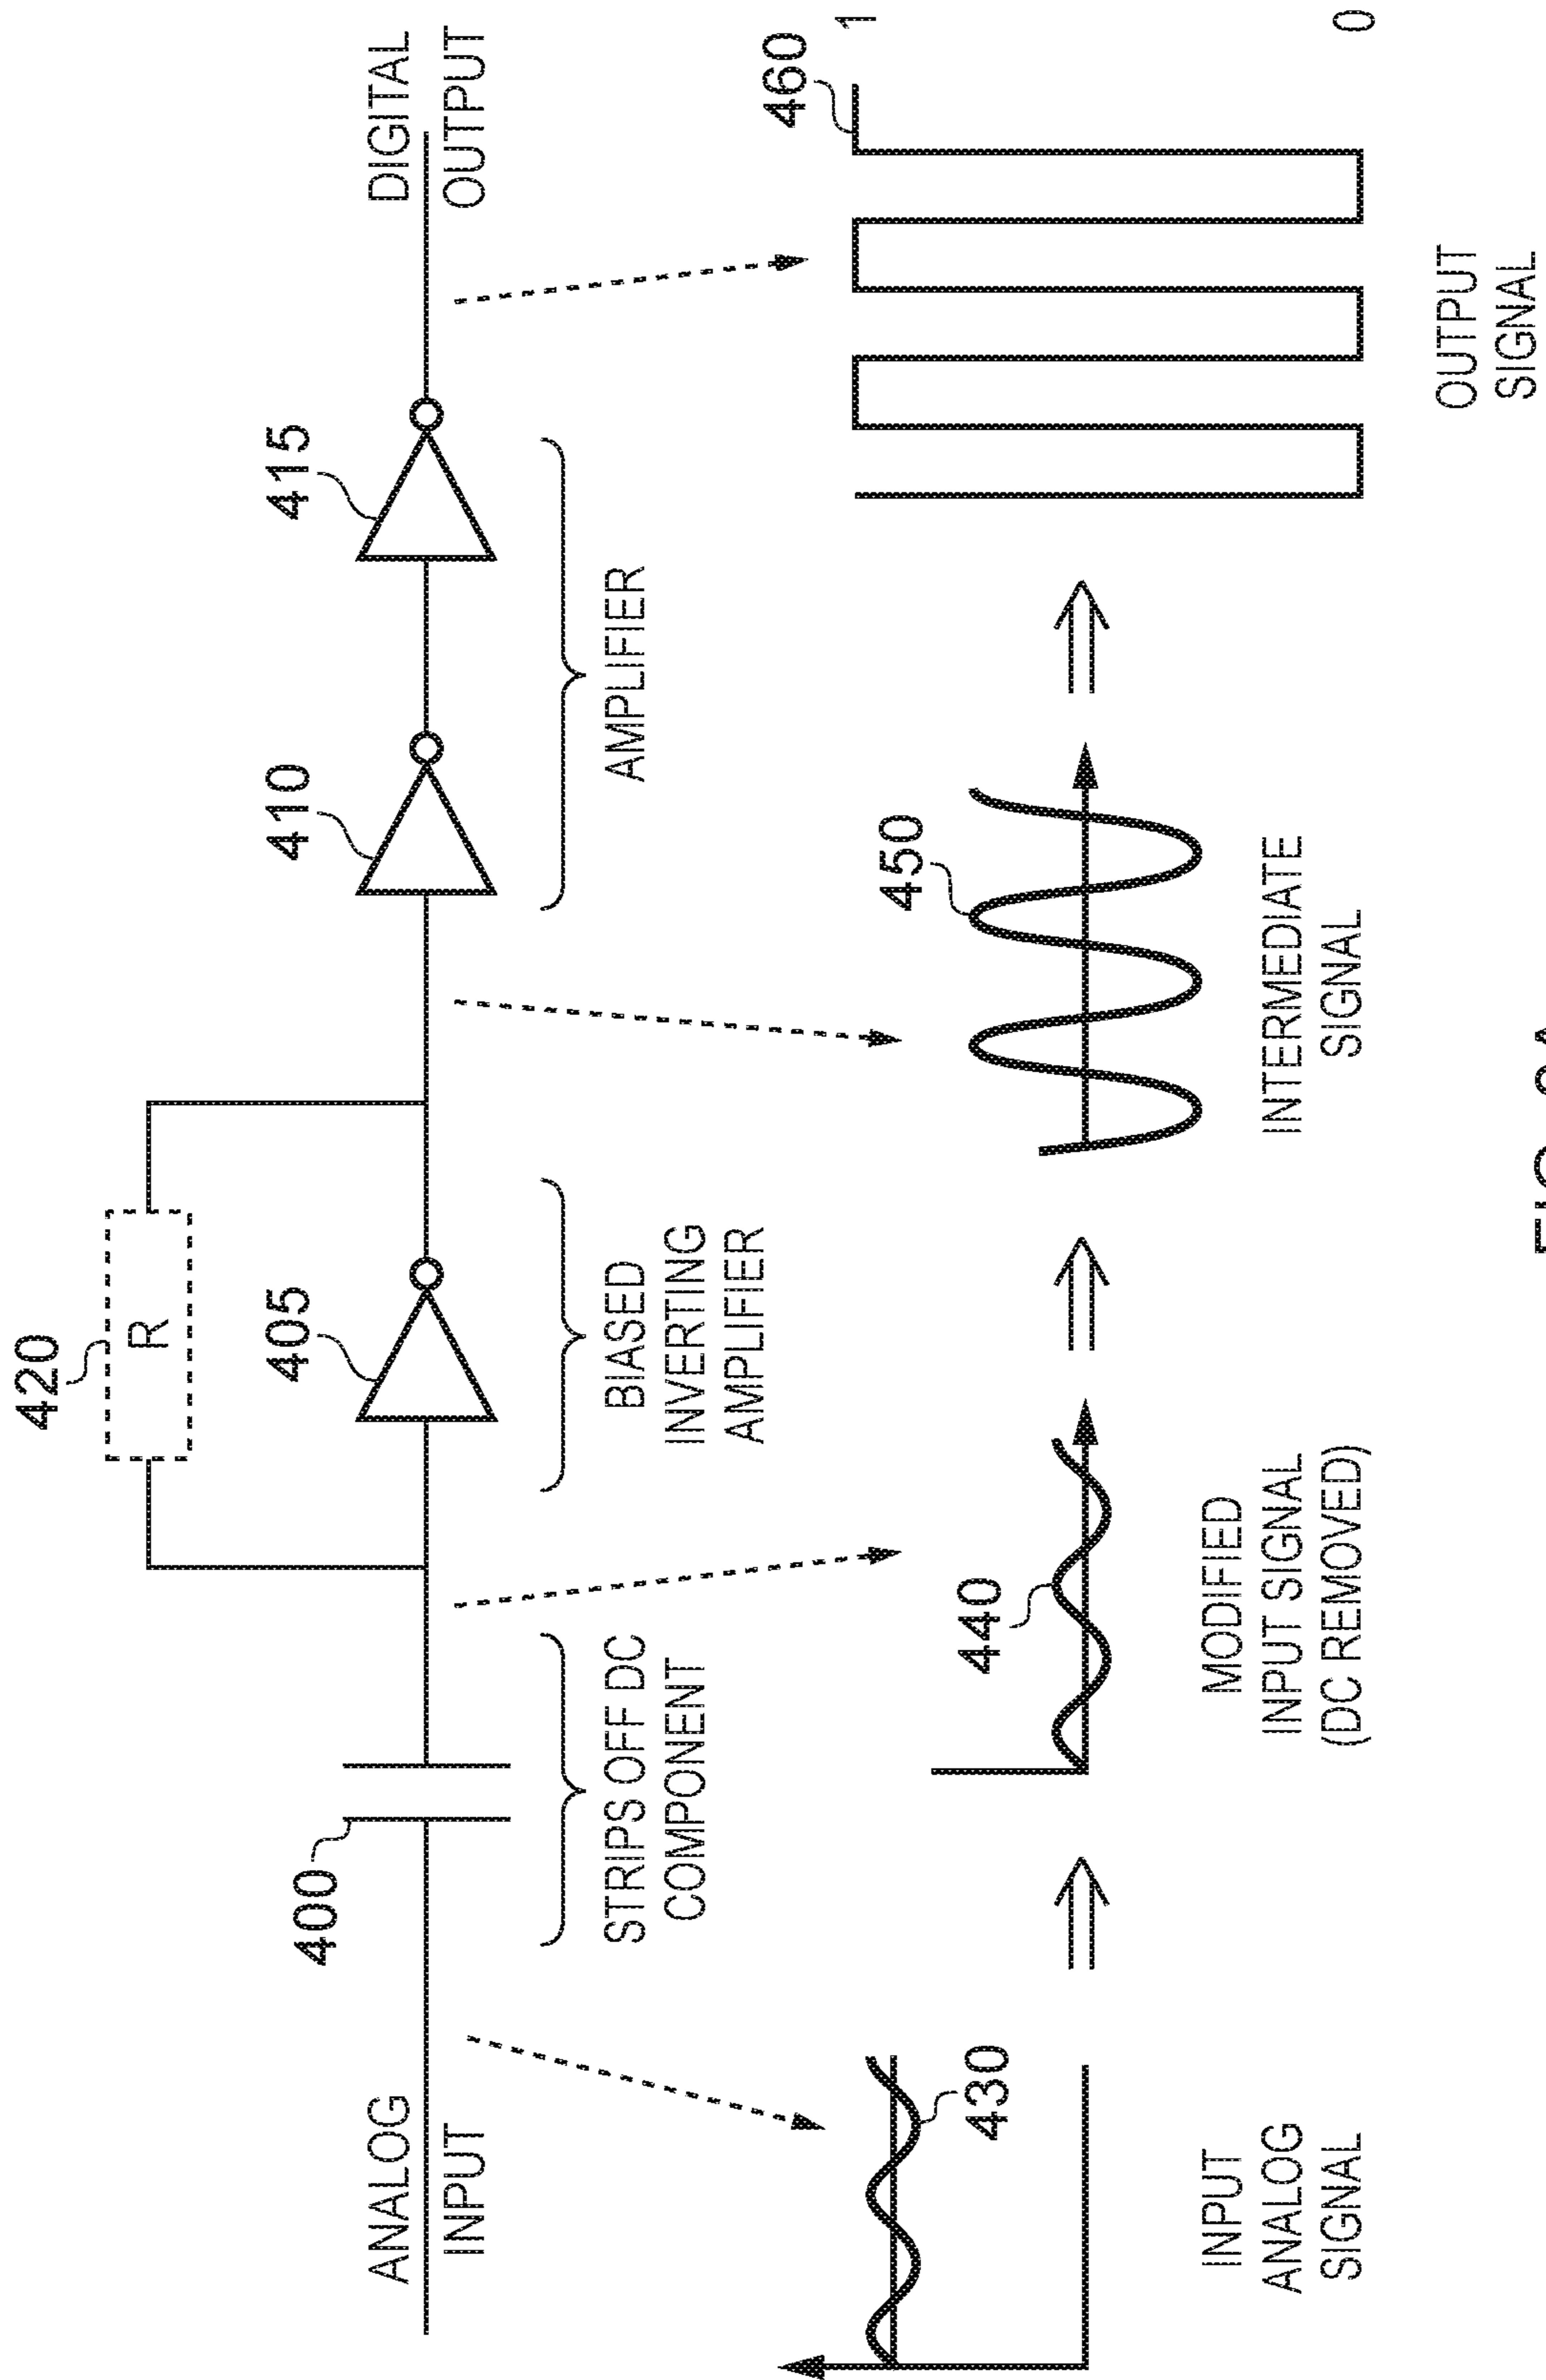 420
R
400
405
410
415
ANALOG
INPUT
DIGITAL
OUTPUT
STRIPS OFF DC
COMPONENT
BIASED
INVERTING
AMPLIFIER
AMPLIFIER
430
440
450
460
1
0
INPUT
ANALOG
SIGNAL
MODIFIED
INPUT SIGNAL
(DC REMOVED)
INTERMEDIATE
SIGNAL
OUTPUT
SIGNAL